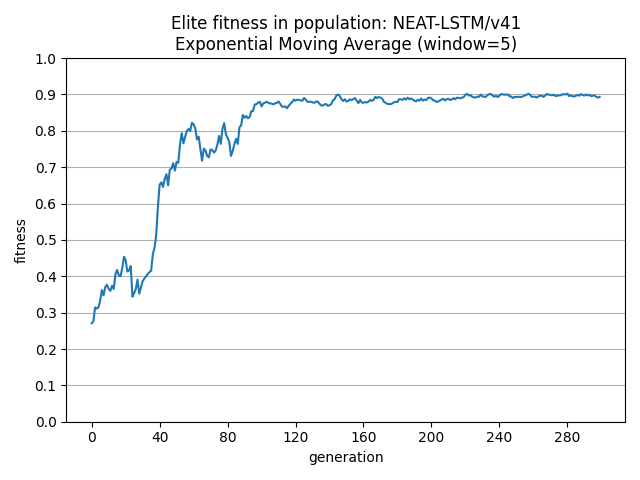 Elite fitness in population: NEAT-LSTM/v41
Exponential Moving Average (window=5)
1.0
0.9
0.8
0.7
0.6
0.5
0.4
0.3
0.2
0.1
0.0
fitness
0 40 80 120 160 200 240 280
generation